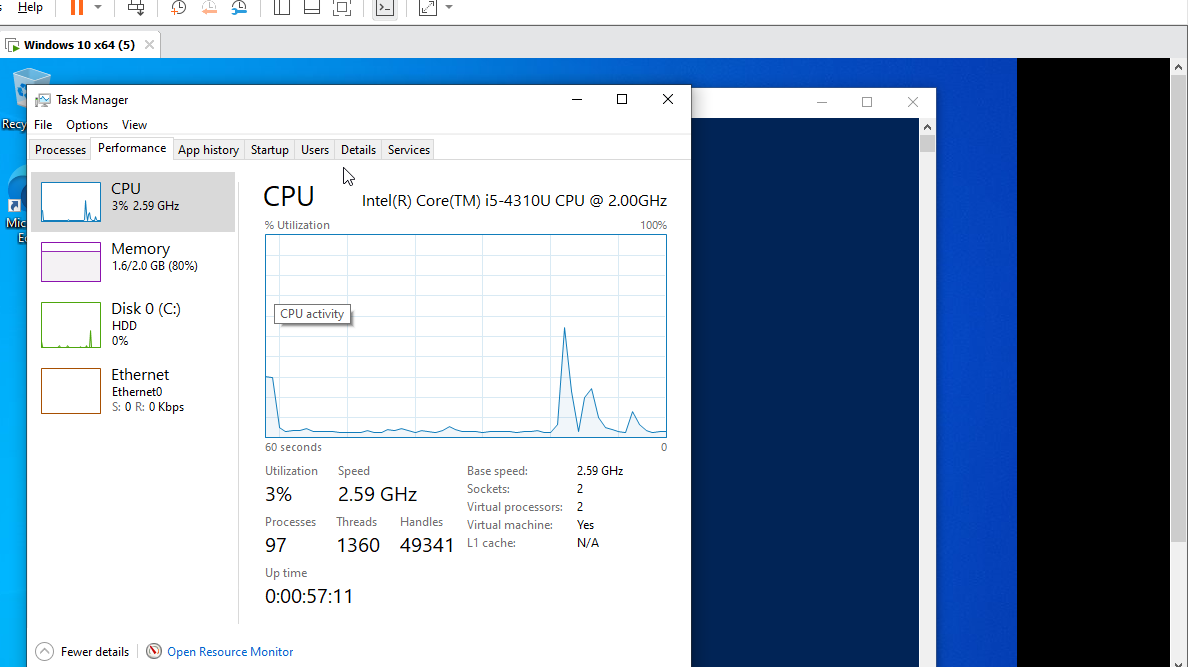 Help
Windows 10 x64 (5)
Recy
Mic
E
Task Manager
File Options View
Processes Performance App history Startup Users Details Services
CPU
3% 2.59 GHz
Memory
1.6/2.0 GB (80%)
Disk 0 (C:)
HDD
0%
Ethernet
Ethernet0
S: 0 R: 0 Kbps
CPU Intel(R) Core(TM) i5-4310U CPU @ 2.00GHz
% Utilization 100%
CPU activity
60 seconds 0
Utilization Speed
3% 2.59 GHz
Processes Threads Handles
97 1360 49341
Up time
0:00:57:11
Base speed: 2.59 GHz
Sockets: 2
Virtual processors: 2
Virtual machine: Yes
L1 cache: N/A
Fewer details Open Resource Monitor